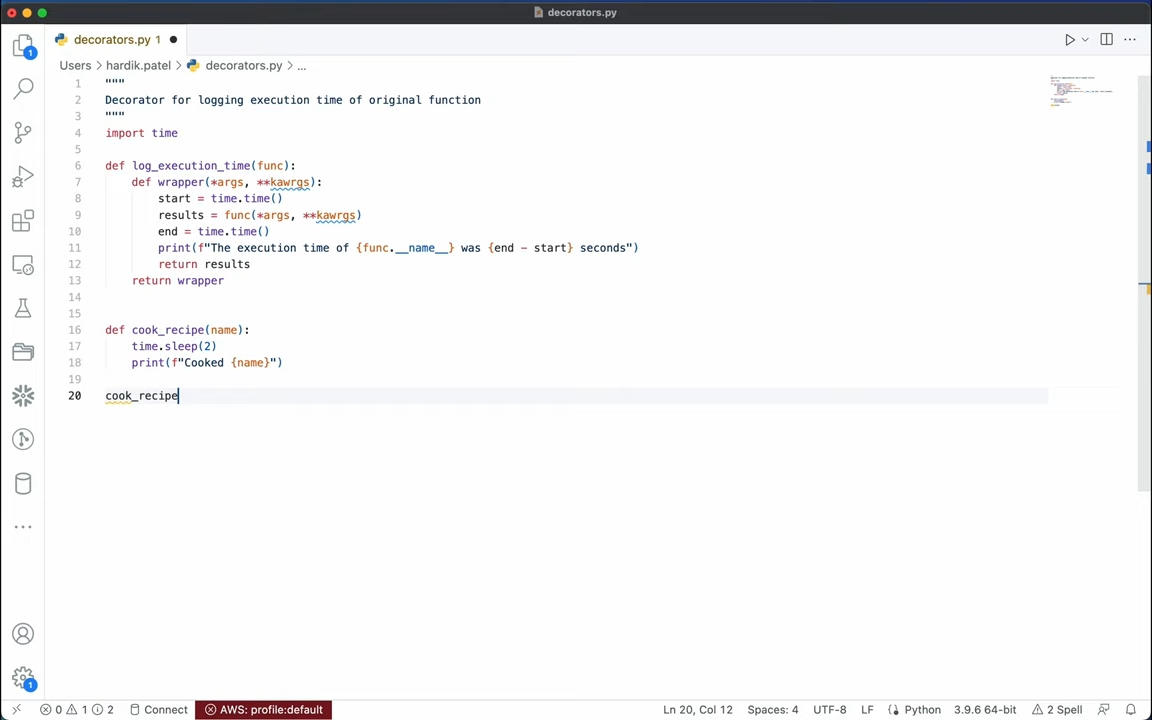 decorators.py
decorators.py 1
Users > hardik.patel > decorators.py > ...
1 """
2 Decorator for logging execution time of original function
3 """
4 import time
5
6 def log_execution_time(func):
7 def wrapper(*args, **kawrgs):
8 start = time.time()
9 results = func(*args, **kawrgs)
10 end = time.time()
11 print(f"The execution time of {func.__name__} was {end - start} seconds")
12 return results
13 return wrapper
14
15
16 def cook_recipe(name):
17 time.sleep(2)
18 print(f"Cooked {name}")
19
20 cook_recipe
1
1
0 1 2 Connect AWS: profile:default Ln 20, Col 12 Spaces: 4 UTF-8 LF Python 3.9.6 64-bit 2 Spell